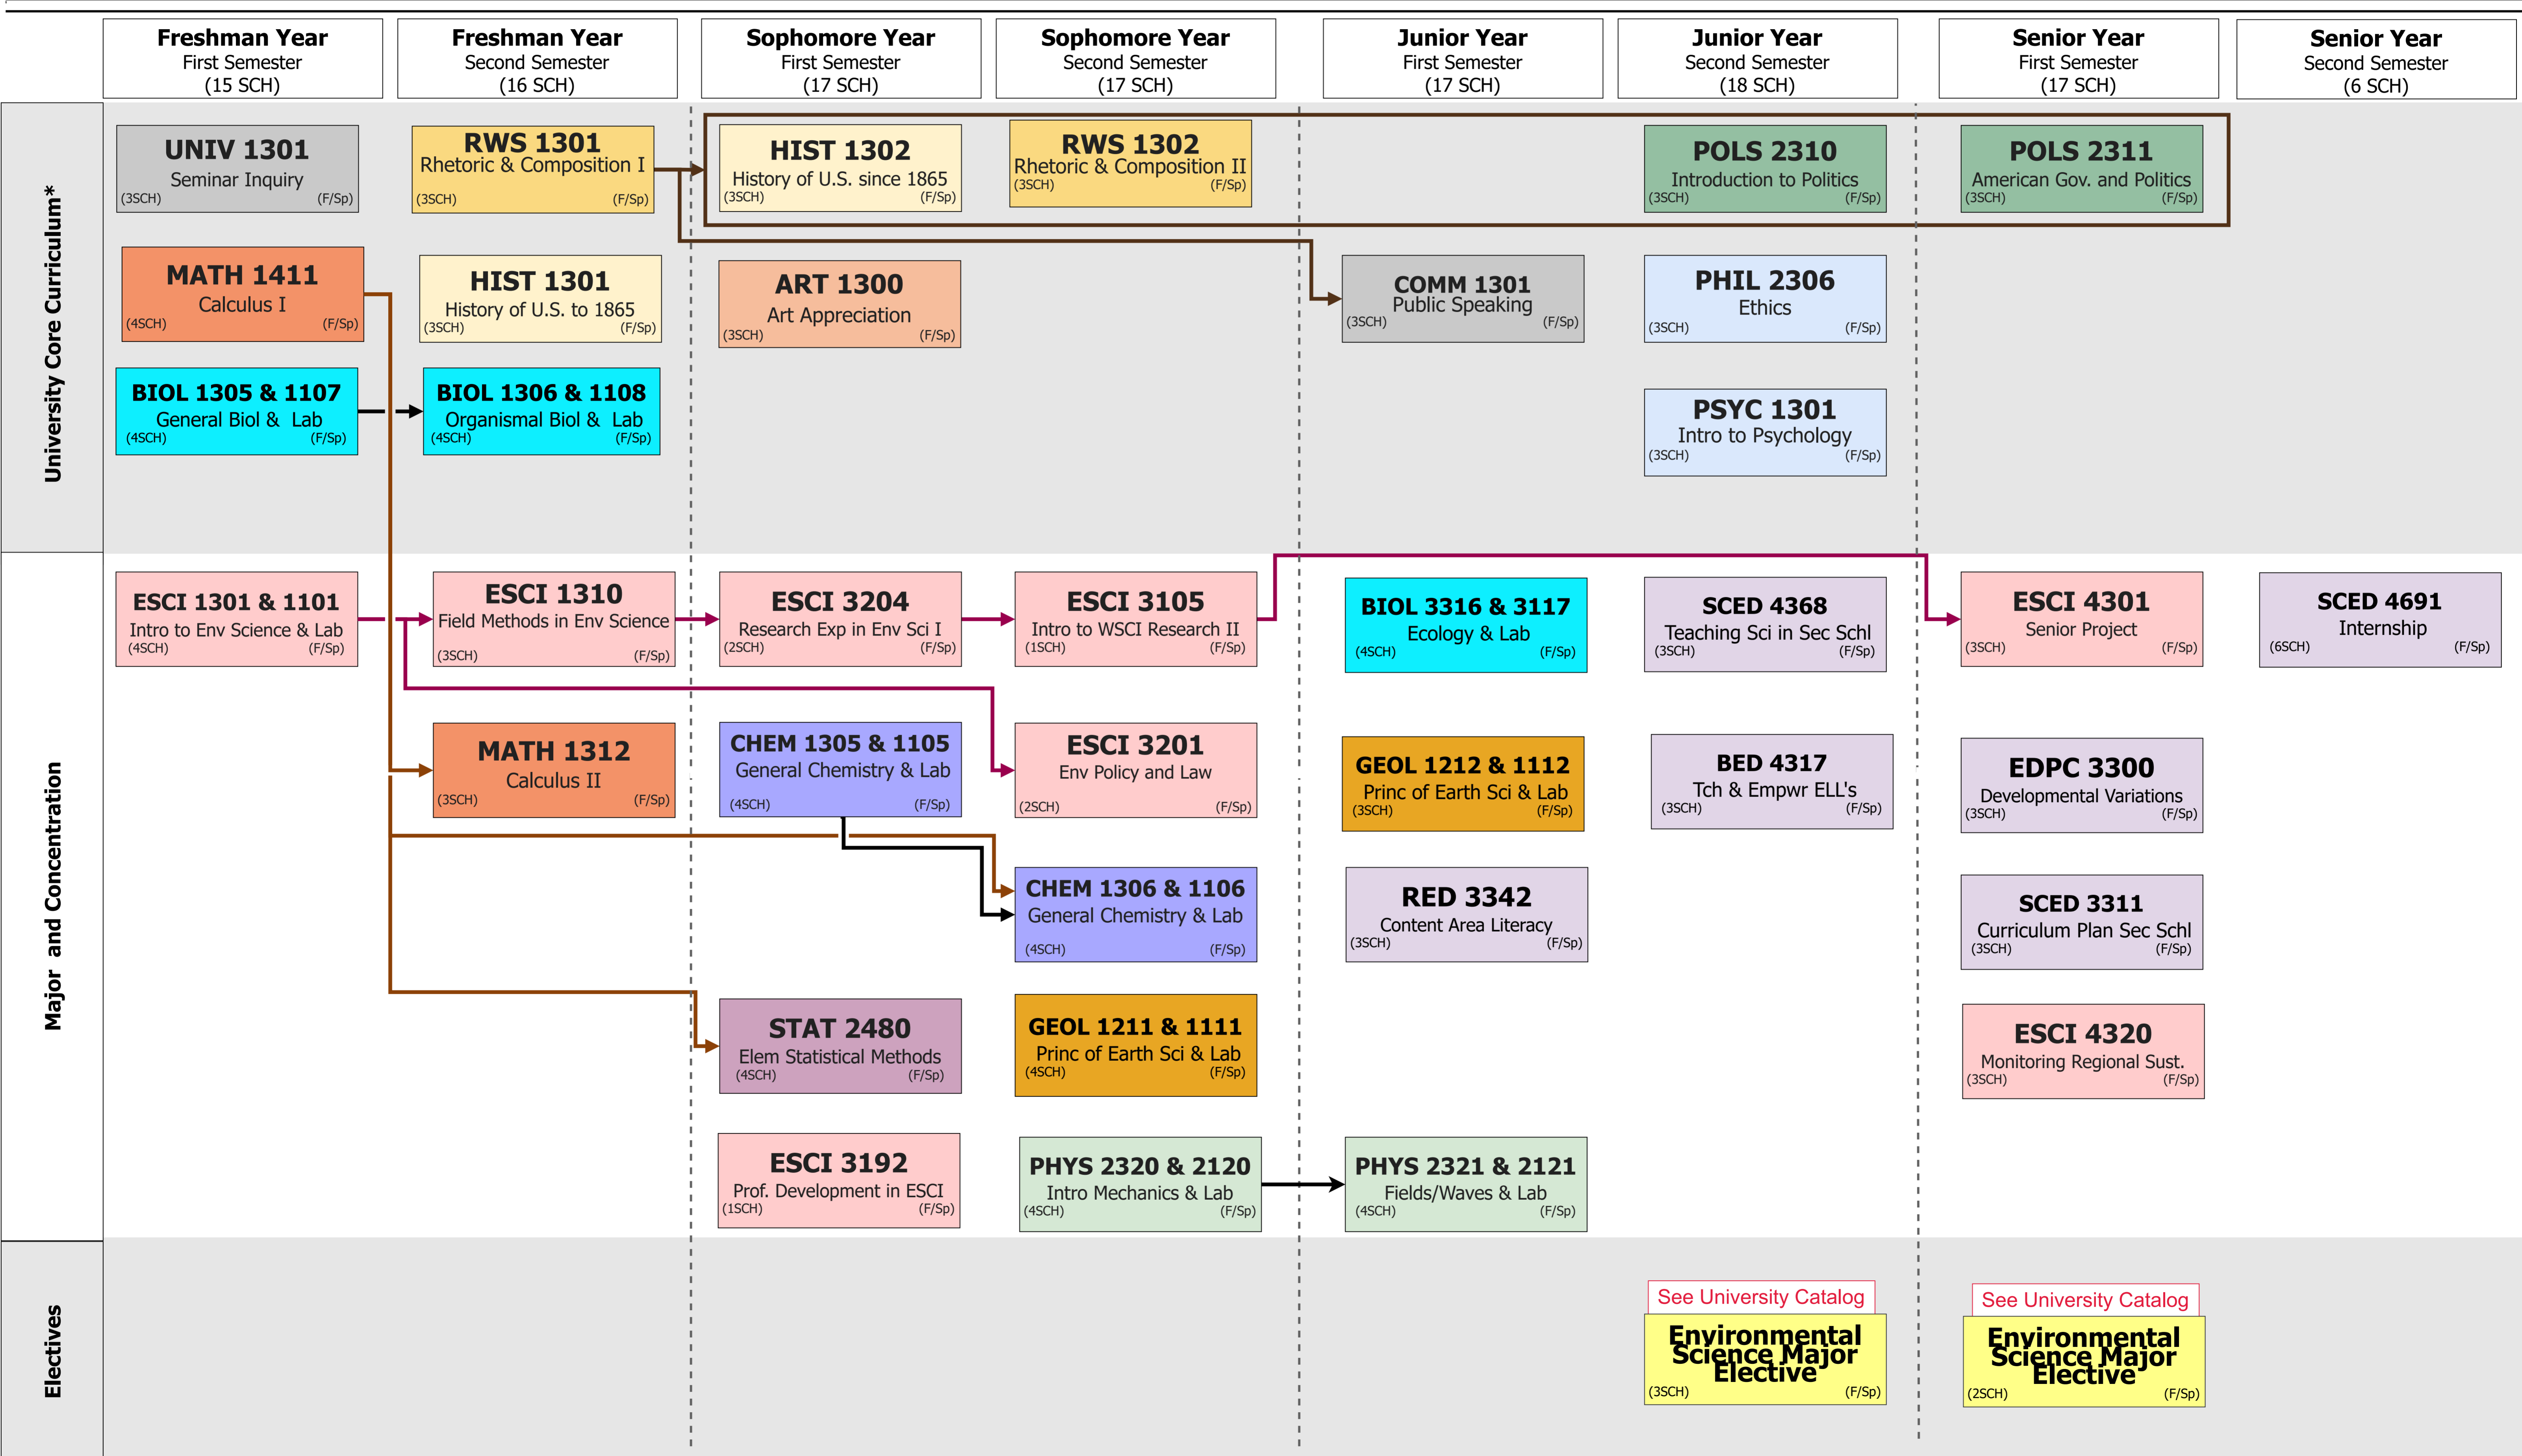 Freshman Year
First Semester
(15 SCH)
Freshman Year
Second Semester
(16 SCH)
Sophomore Year
First Semester
(17 SCH)
Sophomore Year
Second Semester
(17 SCH)
Junior Year
First Semester
(17 SCH)
Junior Year
Second Semester
(18 SCH)
Senior Year
First Semester
(17 SCH)
Senior Year
Second Semester
(6 SCH)
University Core Curriculum*
UNIV 1301
Seminar Inquiry
(3SCH) (F/Sp)
RWS 1301
Rhetoric & Composition I
(3SCH) (F/Sp)
HIST 1302
History of U.S. since 1865
(3SCH) (F/Sp)
RWS 1302
Rhetoric & Composition II
(3SCH) (F/Sp)
POLS 2310
Introduction to Politics
(3SCH) (F/Sp)
POLS 2311
American Gov. and Politics
(3SCH) (F/Sp)
MATH 1411
Calculus I
(4SCH) (F/Sp)
HIST 1301
History of U.S. to 1865
(3SCH) (F/Sp)
ART 1300
Art Appreciation
(3SCH) (F/Sp)
COMM 1301
Public Speaking
(3SCH) (F/Sp)
PHIL 2306
Ethics
(3SCH) (F/Sp)
BIOL 1305 & 1107
General Biol & Lab
(4SCH) (F/Sp)
BIOL 1306 & 1108
Organismal Biol & Lab
(4SCH) (F/Sp)
PSYC 1301
Intro to Psychology
(3SCH) (F/Sp)
Major and Concentration
ESCI 1301 & 1101
Intro to Env Science & Lab
(4SCH) (F/Sp)
ESCI 1310
Field Methods in Env Science
(3SCH) (F/Sp)
ESCI 3204
Research Exp in Env Sci I
(2SCH) (F/Sp)
ESCI 3105
Intro to WSCI Research II
(1SCH) (F/Sp)
BIOL 3316 & 3117
Ecology & Lab
(4SCH) (F/Sp)
SCED 4368
Teaching Sci in Sec Schl
(3SCH) (F/Sp)
ESCI 4301
Senior Project
(3SCH) (F/Sp)
SCED 4691
Internship
(6SCH) (F/Sp)
MATH 1312
Calculus II
(3SCH) (F/Sp)
CHEM 1305 & 1105
General Chemistry & Lab
(4SCH) (F/Sp)
ESCI 3201
Env Policy and Law
(2SCH) (F/Sp)
GEOL 1212 & 1112
Princ of Earth Sci & Lab
(3SCH) (F/Sp)
BED 4317
Tch & Empwr ELL's
(3SCH) (F/Sp)
EDPC 3300
Developmental Variations
(3SCH) (F/Sp)
CHEM 1306 & 1106
General Chemistry & Lab
(4SCH) (F/Sp)
RED 3342
Content Area Literacy
(3SCH) (F/Sp)
SCED 3311
Curriculum Plan Sec Schl
(3SCH) (F/Sp)
STAT 2480
Elem Statistical Methods
(4SCH) (F/Sp)
GEOL 1211 & 1111
Princ of Earth Sci & Lab
(4SCH) (F/Sp)
ESCI 4320
Monitoring Regional Sust.
(3SCH) (F/Sp)
ESCI 3192
Prof. Development in ESCI
(1SCH) (F/Sp)
PHYS 2320 & 2120
Intro Mechanics & Lab
(4SCH) (F/Sp)
PHYS 2321 & 2121
Fields/Waves & Lab
(4SCH) (F/Sp)
Electives
See University Catalog
Environmental
Science Major
Elective
(3SCH) (F/Sp)
See University Catalog
Environmental
Science Major
Elective
(2SCH) (F/Sp)